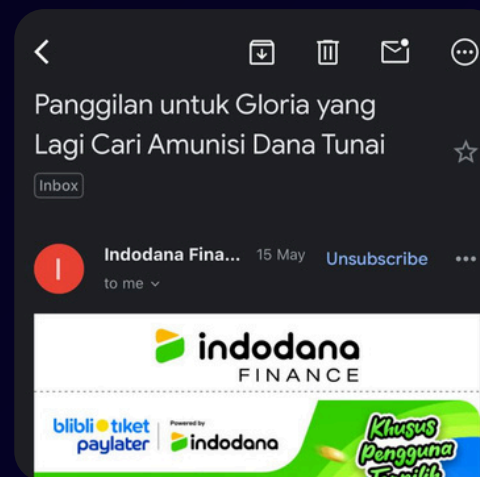 Panggilan untuk Gloria yang
Lagi Cari Amunisi Dana Tunai
Inbox
I
Indodana Fina... 15 May Unsubscribe
to me
indodana
FINANCE
blibli tiket
paylater
Powered by
indodana
Khusus
Pengguna
Terpilih